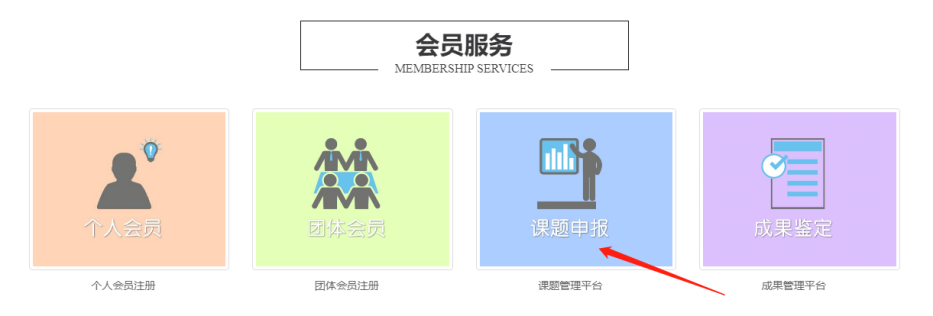 会员服务
MEMBERSHIP SERVICES
个人会员
团体会员
课题申报
成果鉴定
个人会员注册
团体会员注册
课题管理平台
成果管理平台